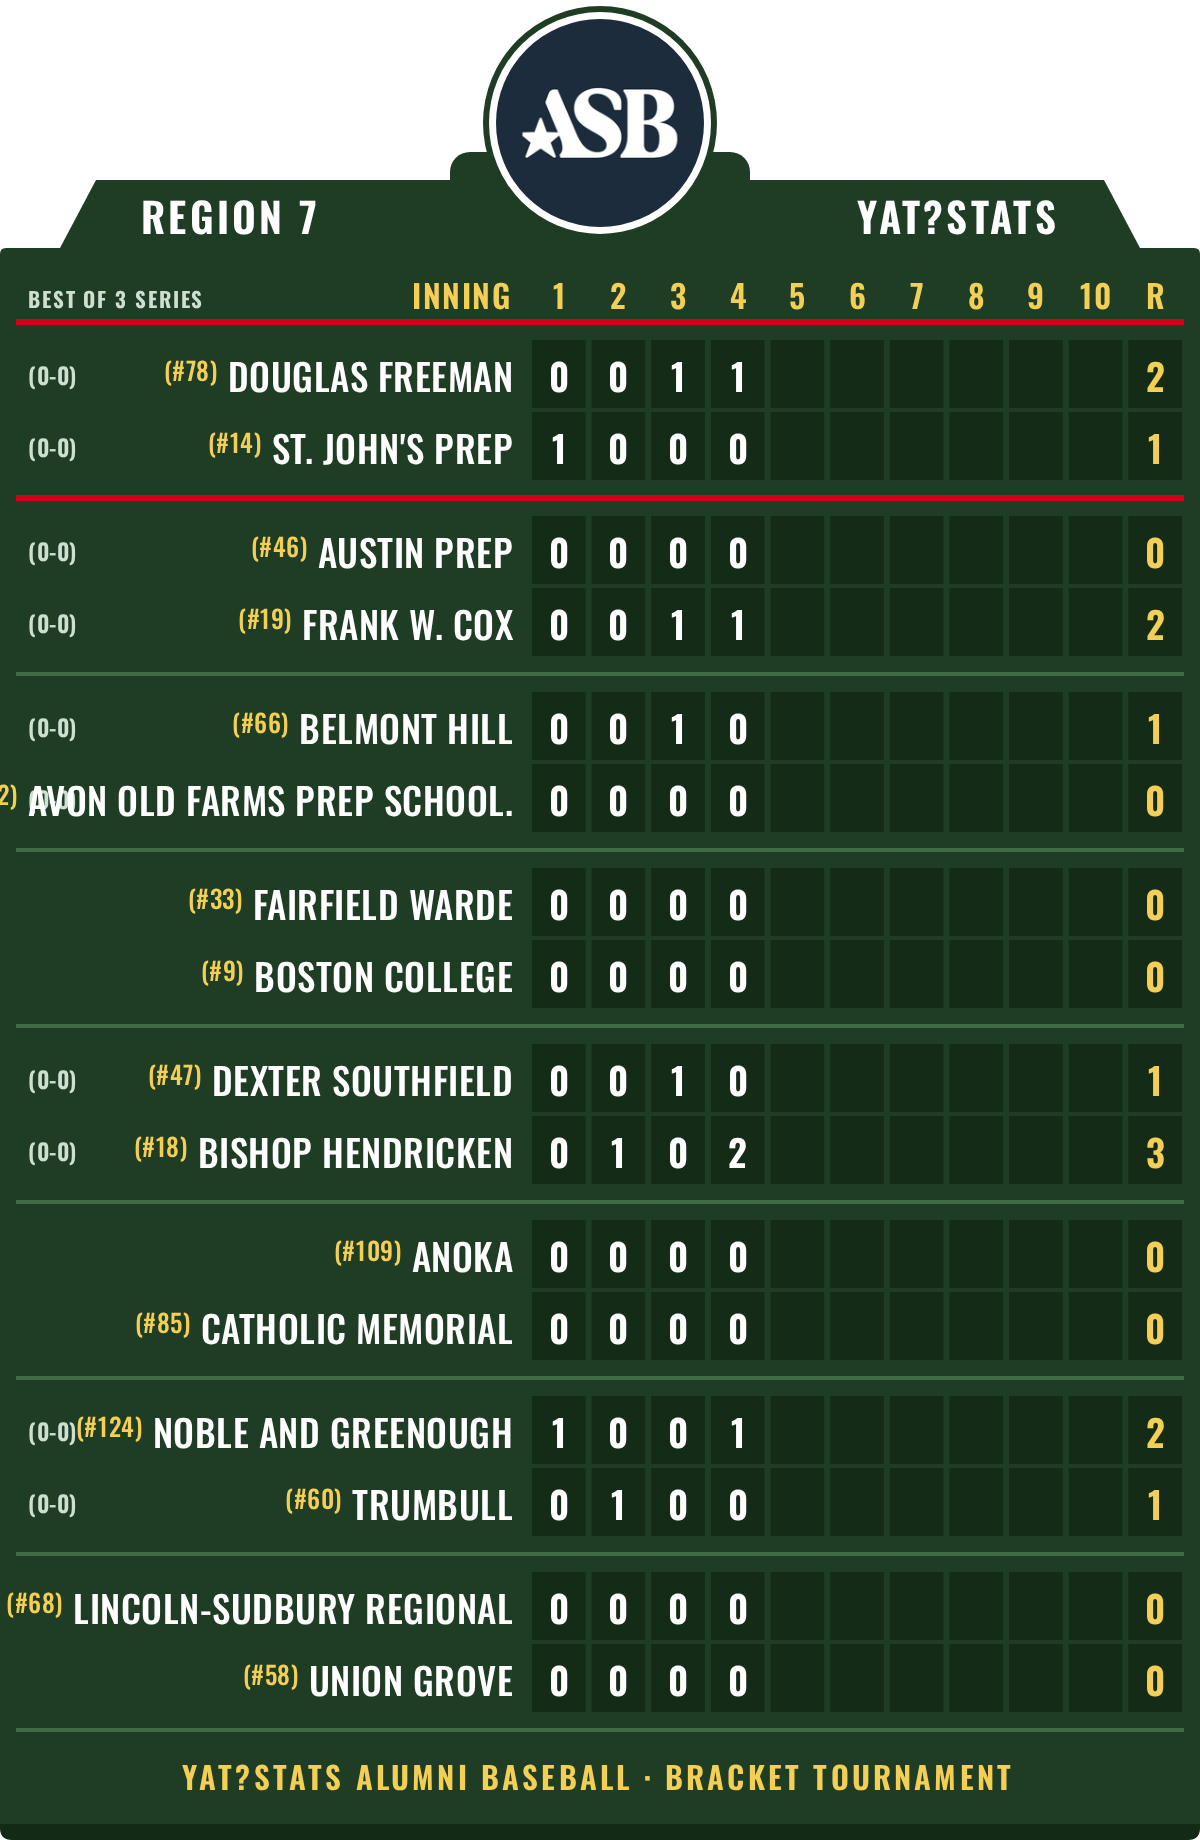 ASB
REGION 7 YAT?STATS
BEST OF 3 SERIES INNING 1 2 3 4 5 6 7 8 9 10 R
(0-0) (#78) DOUGLAS FREEMAN 0 0 1 1 2
(0-0) (#14) ST. JOHN'S PREP 1 0 0 0 1
(0-0) (#46) AUSTIN PREP 0 0 0 0 0
(0-0) (#19) FRANK W. COX 0 0 1 1 2
(0-0) (#66) BELMONT HILL 0 0 1 0 1
2) AVON OLD FARMS PREP SCHOOL. 0 0 0 0 0
(#33) FAIRFIELD WARDE 0 0 0 0 0
(#9) BOSTON COLLEGE 0 0 0 0 0
(0-0) (#47) DEXTER SOUTHFIELD 0 0 1 0 1
(0-0) (#18) BISHOP HENDRICKEN 0 1 0 2 3
(#109) ANOKA 0 0 0 0 0
(#85) CATHOLIC MEMORIAL 0 0 0 0 0
(0-0) (#124) NOBLE AND GREENOUGH 1 0 0 1 2
(0-0) (#60) TRUMBULL 0 1 0 0 1
(#68) LINCOLN-SUDBURY REGIONAL 0 0 0 0 0
(#58) UNION GROVE 0 0 0 0 0
YAT?STATS ALUMNI BASEBALL · BRACKET TOURNAMENT